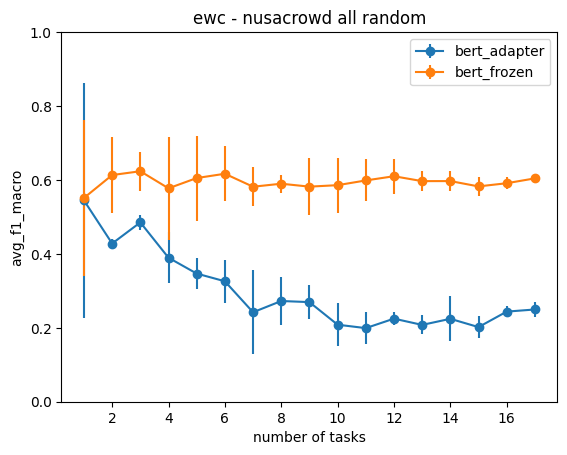 ewc - nusacrowd all random
bert_adapter
bert_frozen
avg_f1_macro
1.0
0.8
0.6
0.4
0.2
0.0
2 4 6 8 10 12 14 16
number of tasks